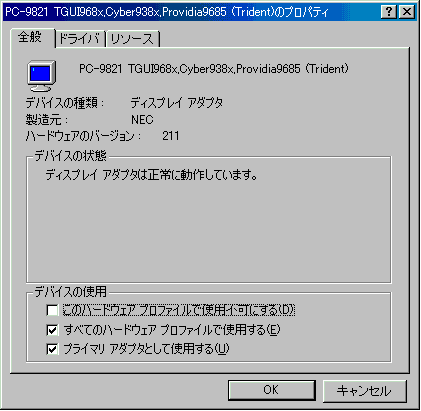 PC-9821 TGUI968x,Cyber938x,Providia9685 (Trident)のプロパティ
全般 ドライバ リソース
PC-9821 TGUI968x,Cyber938x,Providia9685 (Trident)
デバイスの種類： ディスプレイ アダプタ
製造元： NEC
ハードウェアのバージョン： 211
デバイスの状態
ディスプレイ アダプタは正常に動作しています。
デバイスの使用
このハードウェア プロファイルで使用不可にする(D)
すべてのハードウェア プロファイルで使用する(E)
プライマリ アダプタとして使用する(U)
OK キャンセル